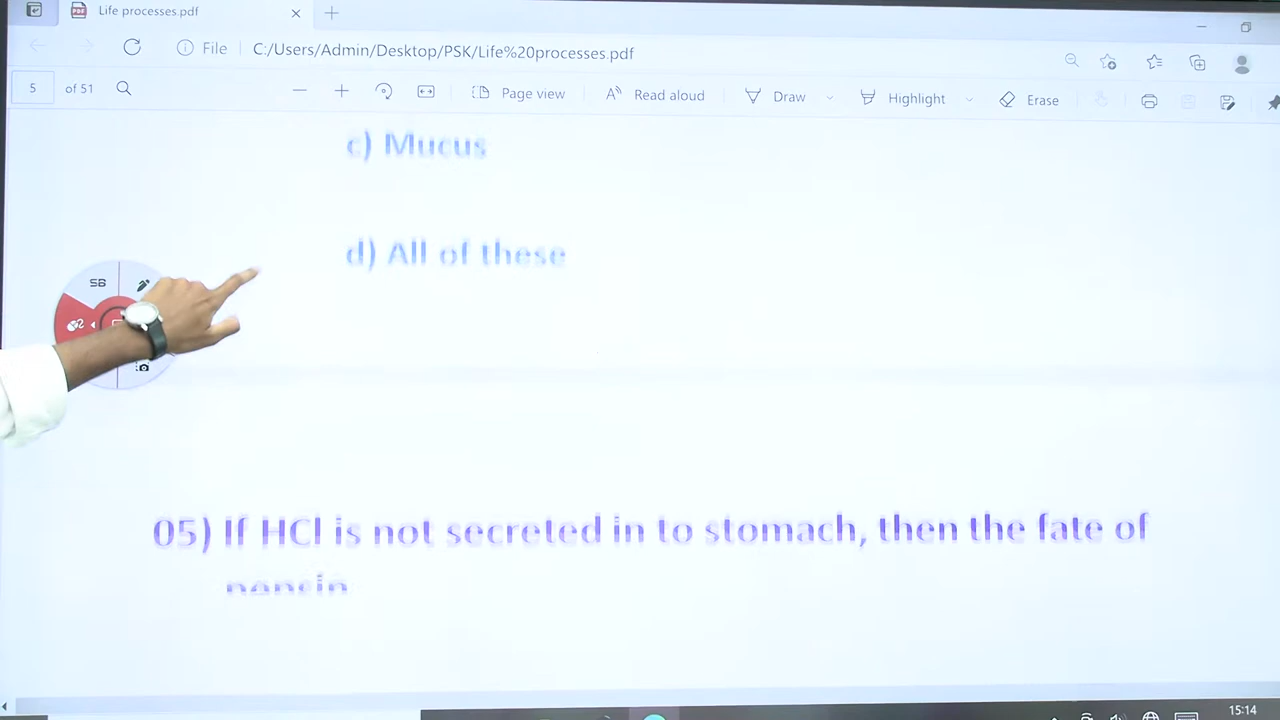 Life processes.pdf
File
C:/Users/Admin/Desktop/PSK/Life%20processes.pdf
5 of 51
Page view
Read aloud
Draw
Highlight
Erase
c) Mucus
d) All of these
SB
05) If HCl is not secreted in to stomach, then the fate of
pepsin
15:14